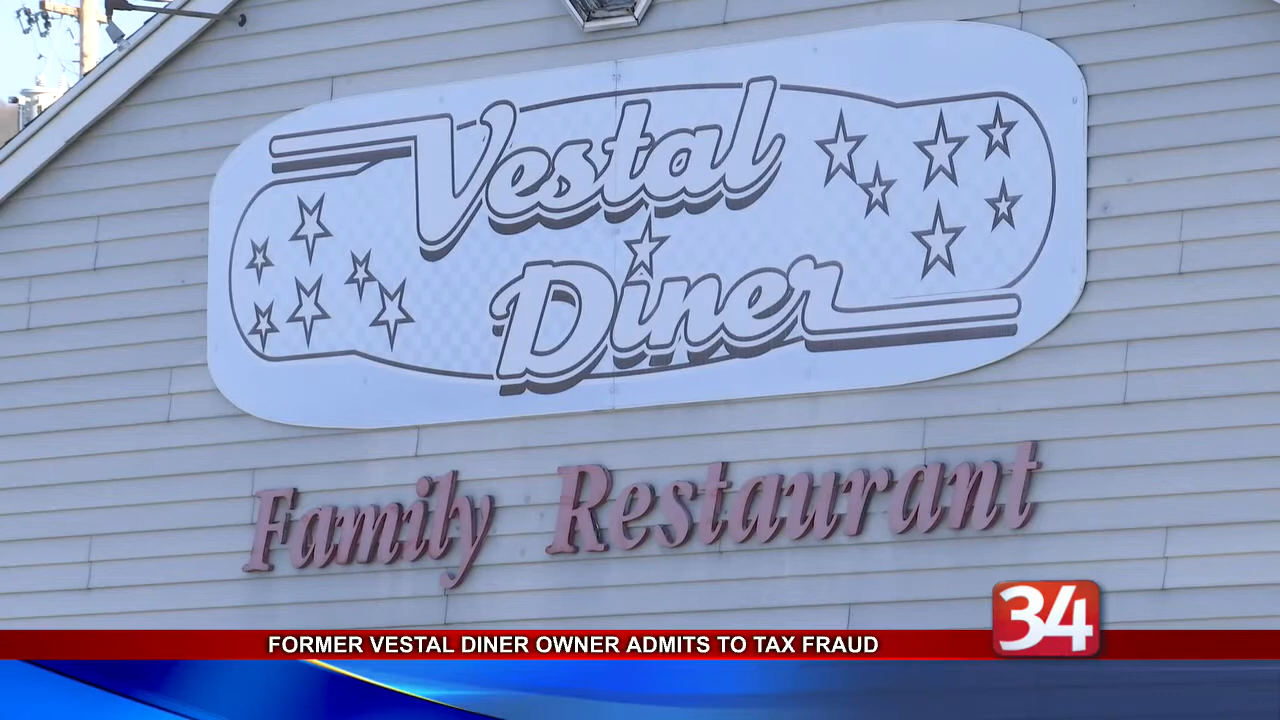 Vestal
Diner
Family Restaurant
34
FORMER VESTAL DINER OWNER ADMITS TO TAX FRAUD